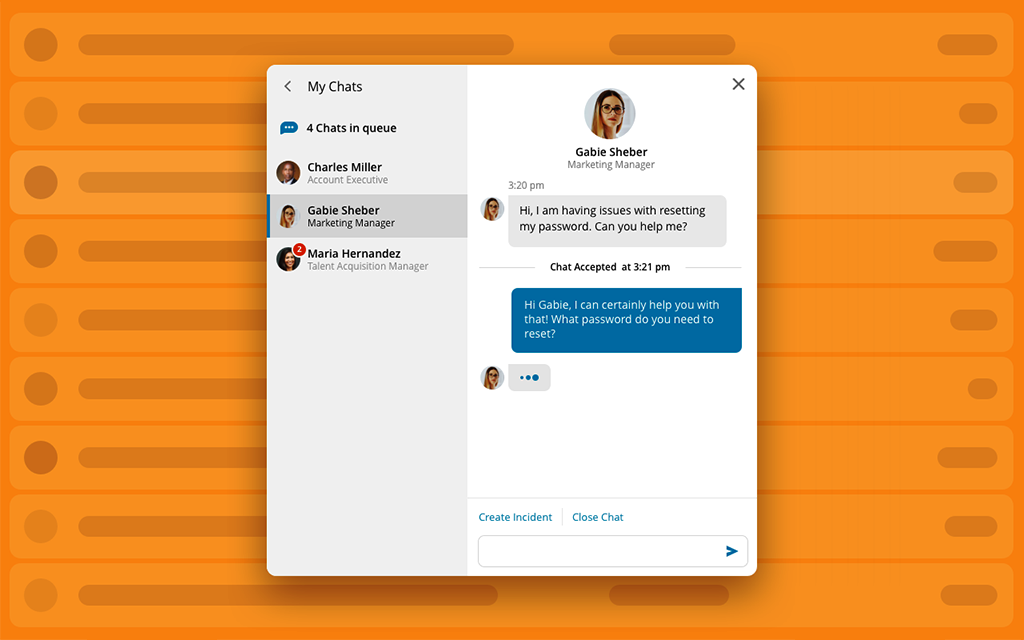 My Chats
4 Chats in queue
Charles Miller
Account Executive
Gabie Sheber
Marketing Manager
2
Maria Hernandez
Talent Acquisition Manager
Gabie Sheber
Marketing Manager
3:20 pm
Hi, I am having issues with resetting
my password. Can you help me?
Chat Accepted at 3:21 pm
Hi Gabie, I can certainly help you with
that! What password do you need to
reset?
Create Incident
Close Chat